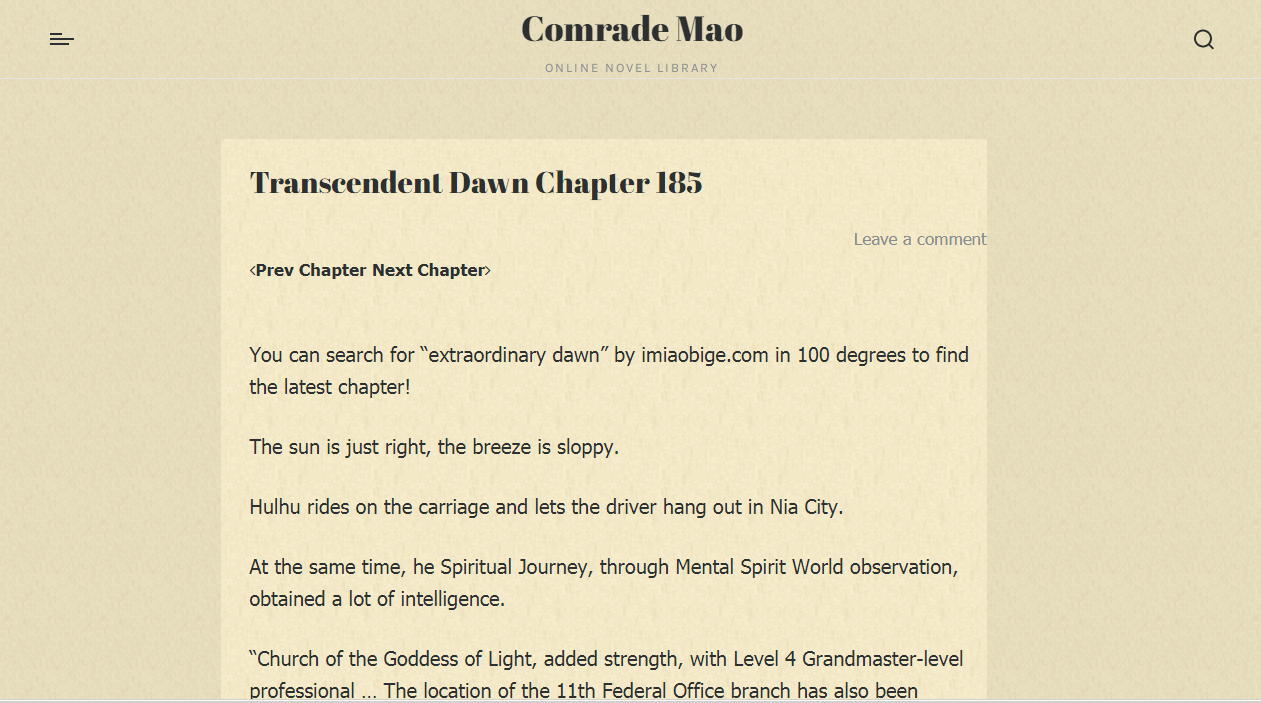 Comrade Mao
ONLINE NOVEL LIBRARY
Transcendent Dawn Chapter 185
Leave a comment
‹Prev Chapter Next Chapter›
You can search for “extraordinary dawn” by imiaobige.com in 100 degrees to find
the latest chapter!
The sun is just right, the breeze is sloppy.
Hulhu rides on the carriage and lets the driver hang out in Nia City.
At the same time, he Spiritual Journey, through Mental Spirit World observation,
obtained a lot of intelligence.
“Church of the Goddess of Light, added strength, with Level 4 Grandmaster-level
professional … The location of the 11th Federal Office branch has also been